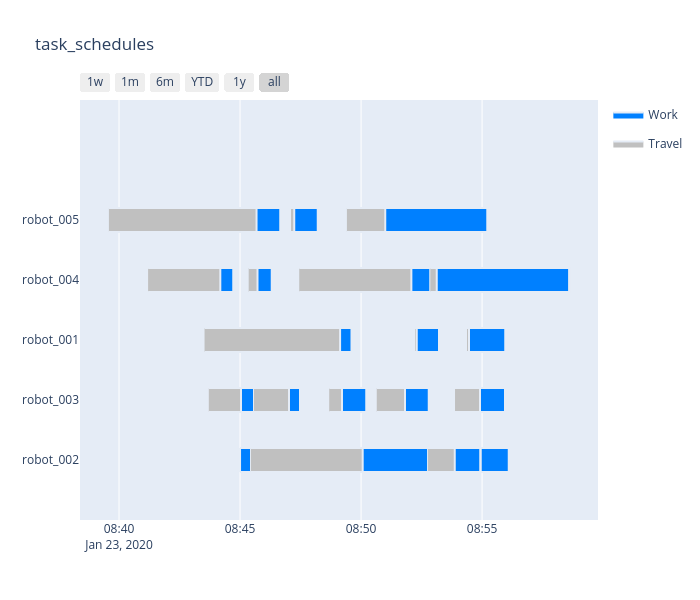 task_schedules
1w 1m 6m YTD 1y all
Work
Travel
robot_005
robot_004
robot_001
robot_003
robot_002
08:40 08:45 08:50 08:55
Jan 23, 2020